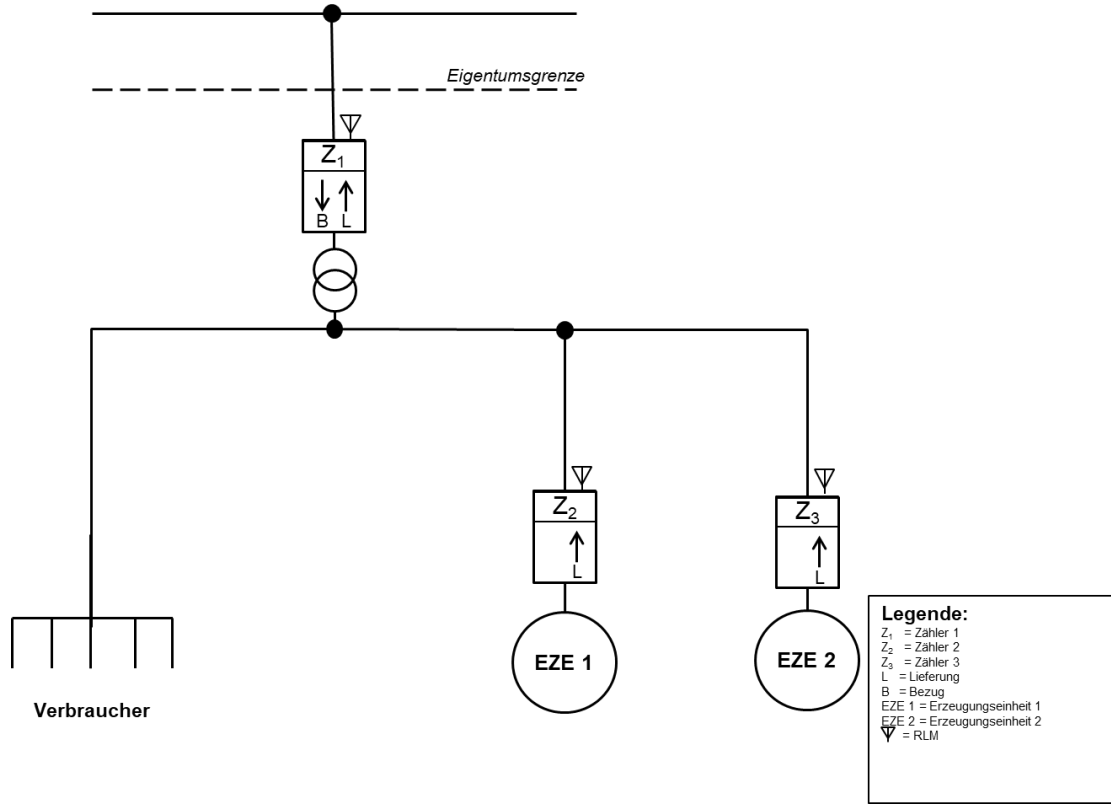 Eigentumsgrenze
Z₁
B L
Z₂
L
Z₃
L
EZE 1
EZE 2
Verbraucher
Legende:
Z₁ = Zähler 1
Z₂ = Zähler 2
Z₃ = Zähler 3
L = Lieferung
B = Bezug
EZE 1 = Erzeugungseinheit 1
EZE 2 = Erzeugungseinheit 2
= RLM